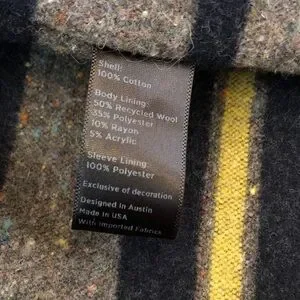 Shell:
100% Cotton
Body Lining:
50% Recycled Wool
35% Polyester
10% Rayon
5% Acrylic
Sleeve Lining:
100% Polyester
Exclusive of decoration
Designed in Austin
Made in USA
With Imported Fabrics